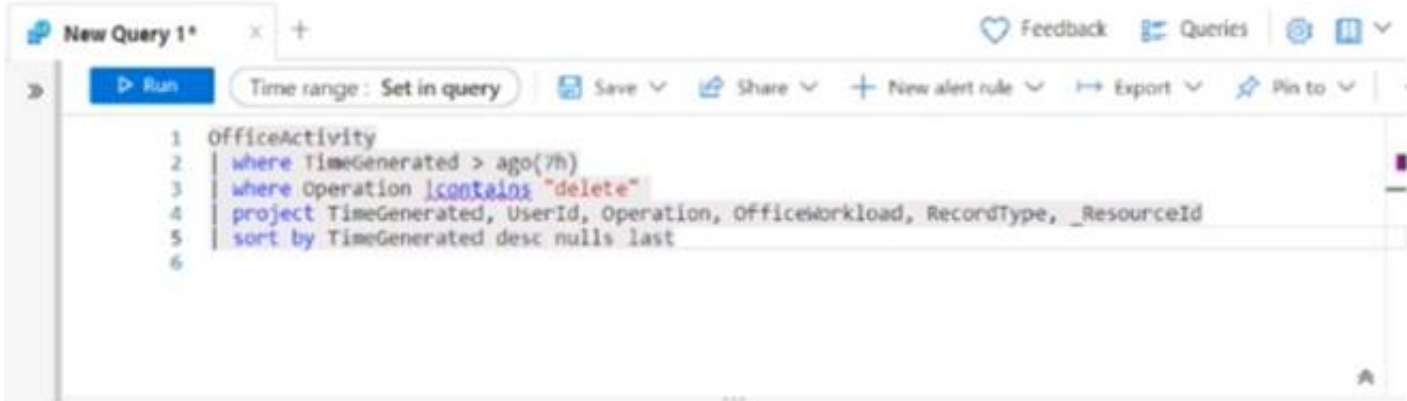 New Query 1* × +
Feedback Queries
Run Time range : Set in query Save Share New alert rule Export Pin to
1 OfficeActivity
2 | where TimeGenerated > ago(7h)
3 | where Operation !contains "delete"
4 | project TimeGenerated, UserId, Operation, OfficeWorkload, RecordType, _ResourceId
5 | sort by TimeGenerated desc nulls last
6